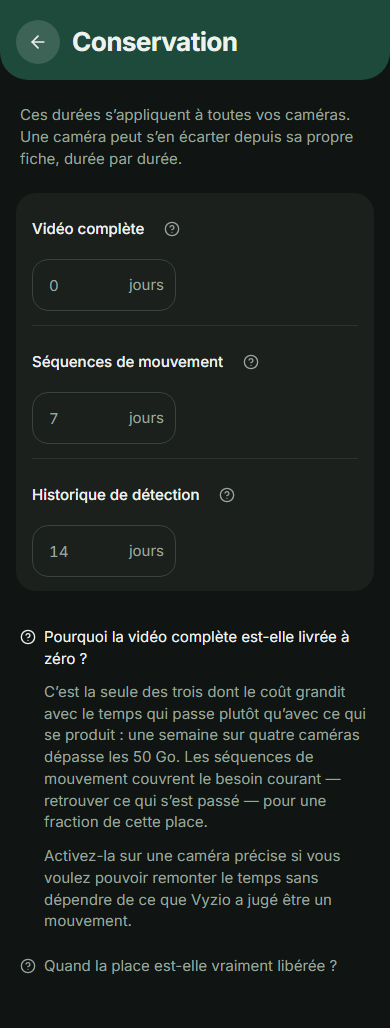 Conservation
Ces durées s’appliquent à toutes vos caméras.
Une caméra peut s’en écarter depuis sa propre
fiche, durée par durée.
Vidéo complète
0 jours
Séquences de mouvement
7 jours
Historique de détection
14 jours
Pourquoi la vidéo complète est-elle livrée à
zéro ?
C’est la seule des trois dont le coût grandit
avec le temps qui passe plutôt qu’avec ce qui
se produit : une semaine sur quatre caméras
dépasse les 50 Go. Les séquences de
mouvement couvrent le besoin courant —
retrouver ce qui s’est passé — pour une
fraction de cette place.
Activez-la sur une caméra précise si vous
voulez pouvoir remonter le temps sans
dépendre de ce que Vyzio a jugé être un
mouvement.
Quand la place est-elle vraiment libérée ?